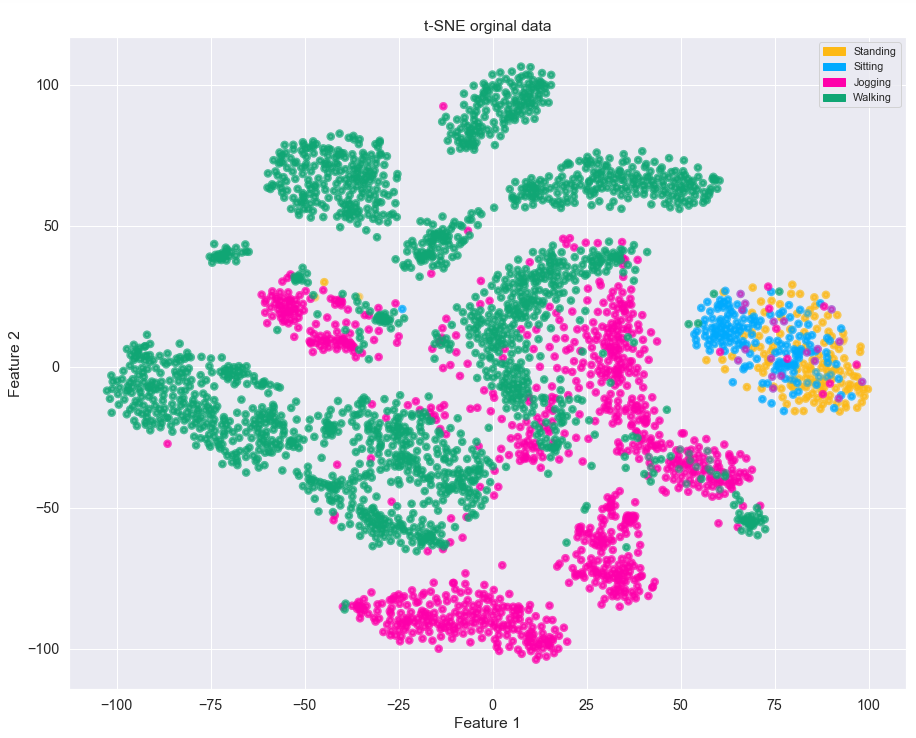 t-SNE orginal data
Standing
Sitting
Jogging
Walking
100
50
0
−50
−100
Feature 2
−100 −75 −50 −25 0 25 50 75 100
Feature 1